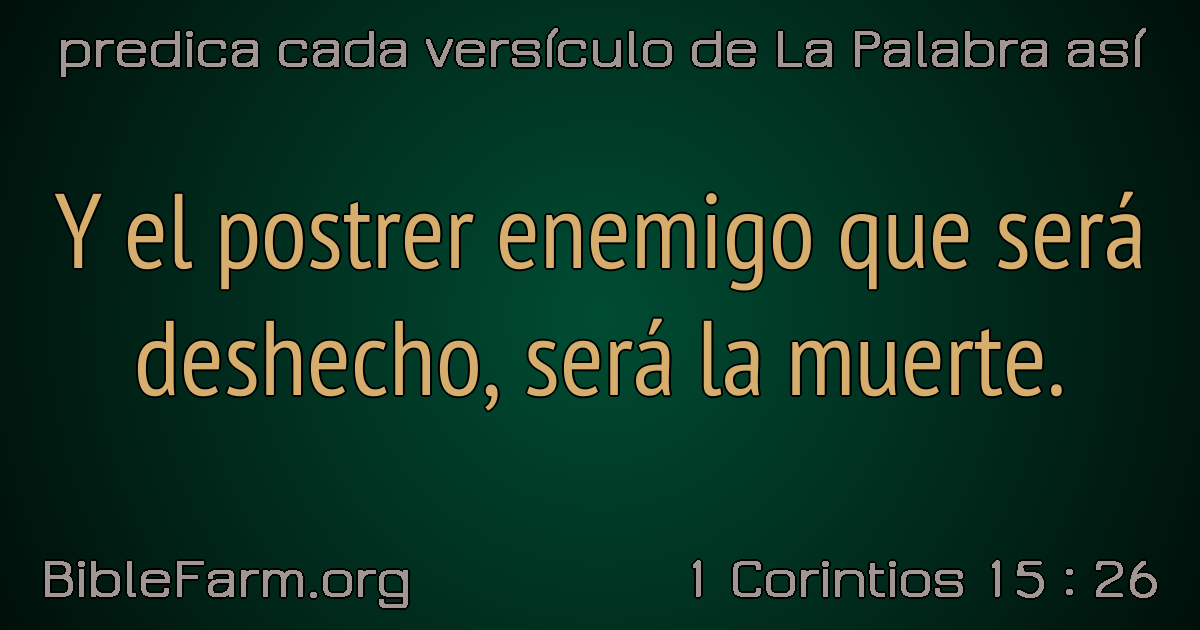 predica cada versículo de La Palabra así
Y el postrer enemigo que será
deshecho, será la muerte.
BibleFarm.org
1 Corintios 15 : 26